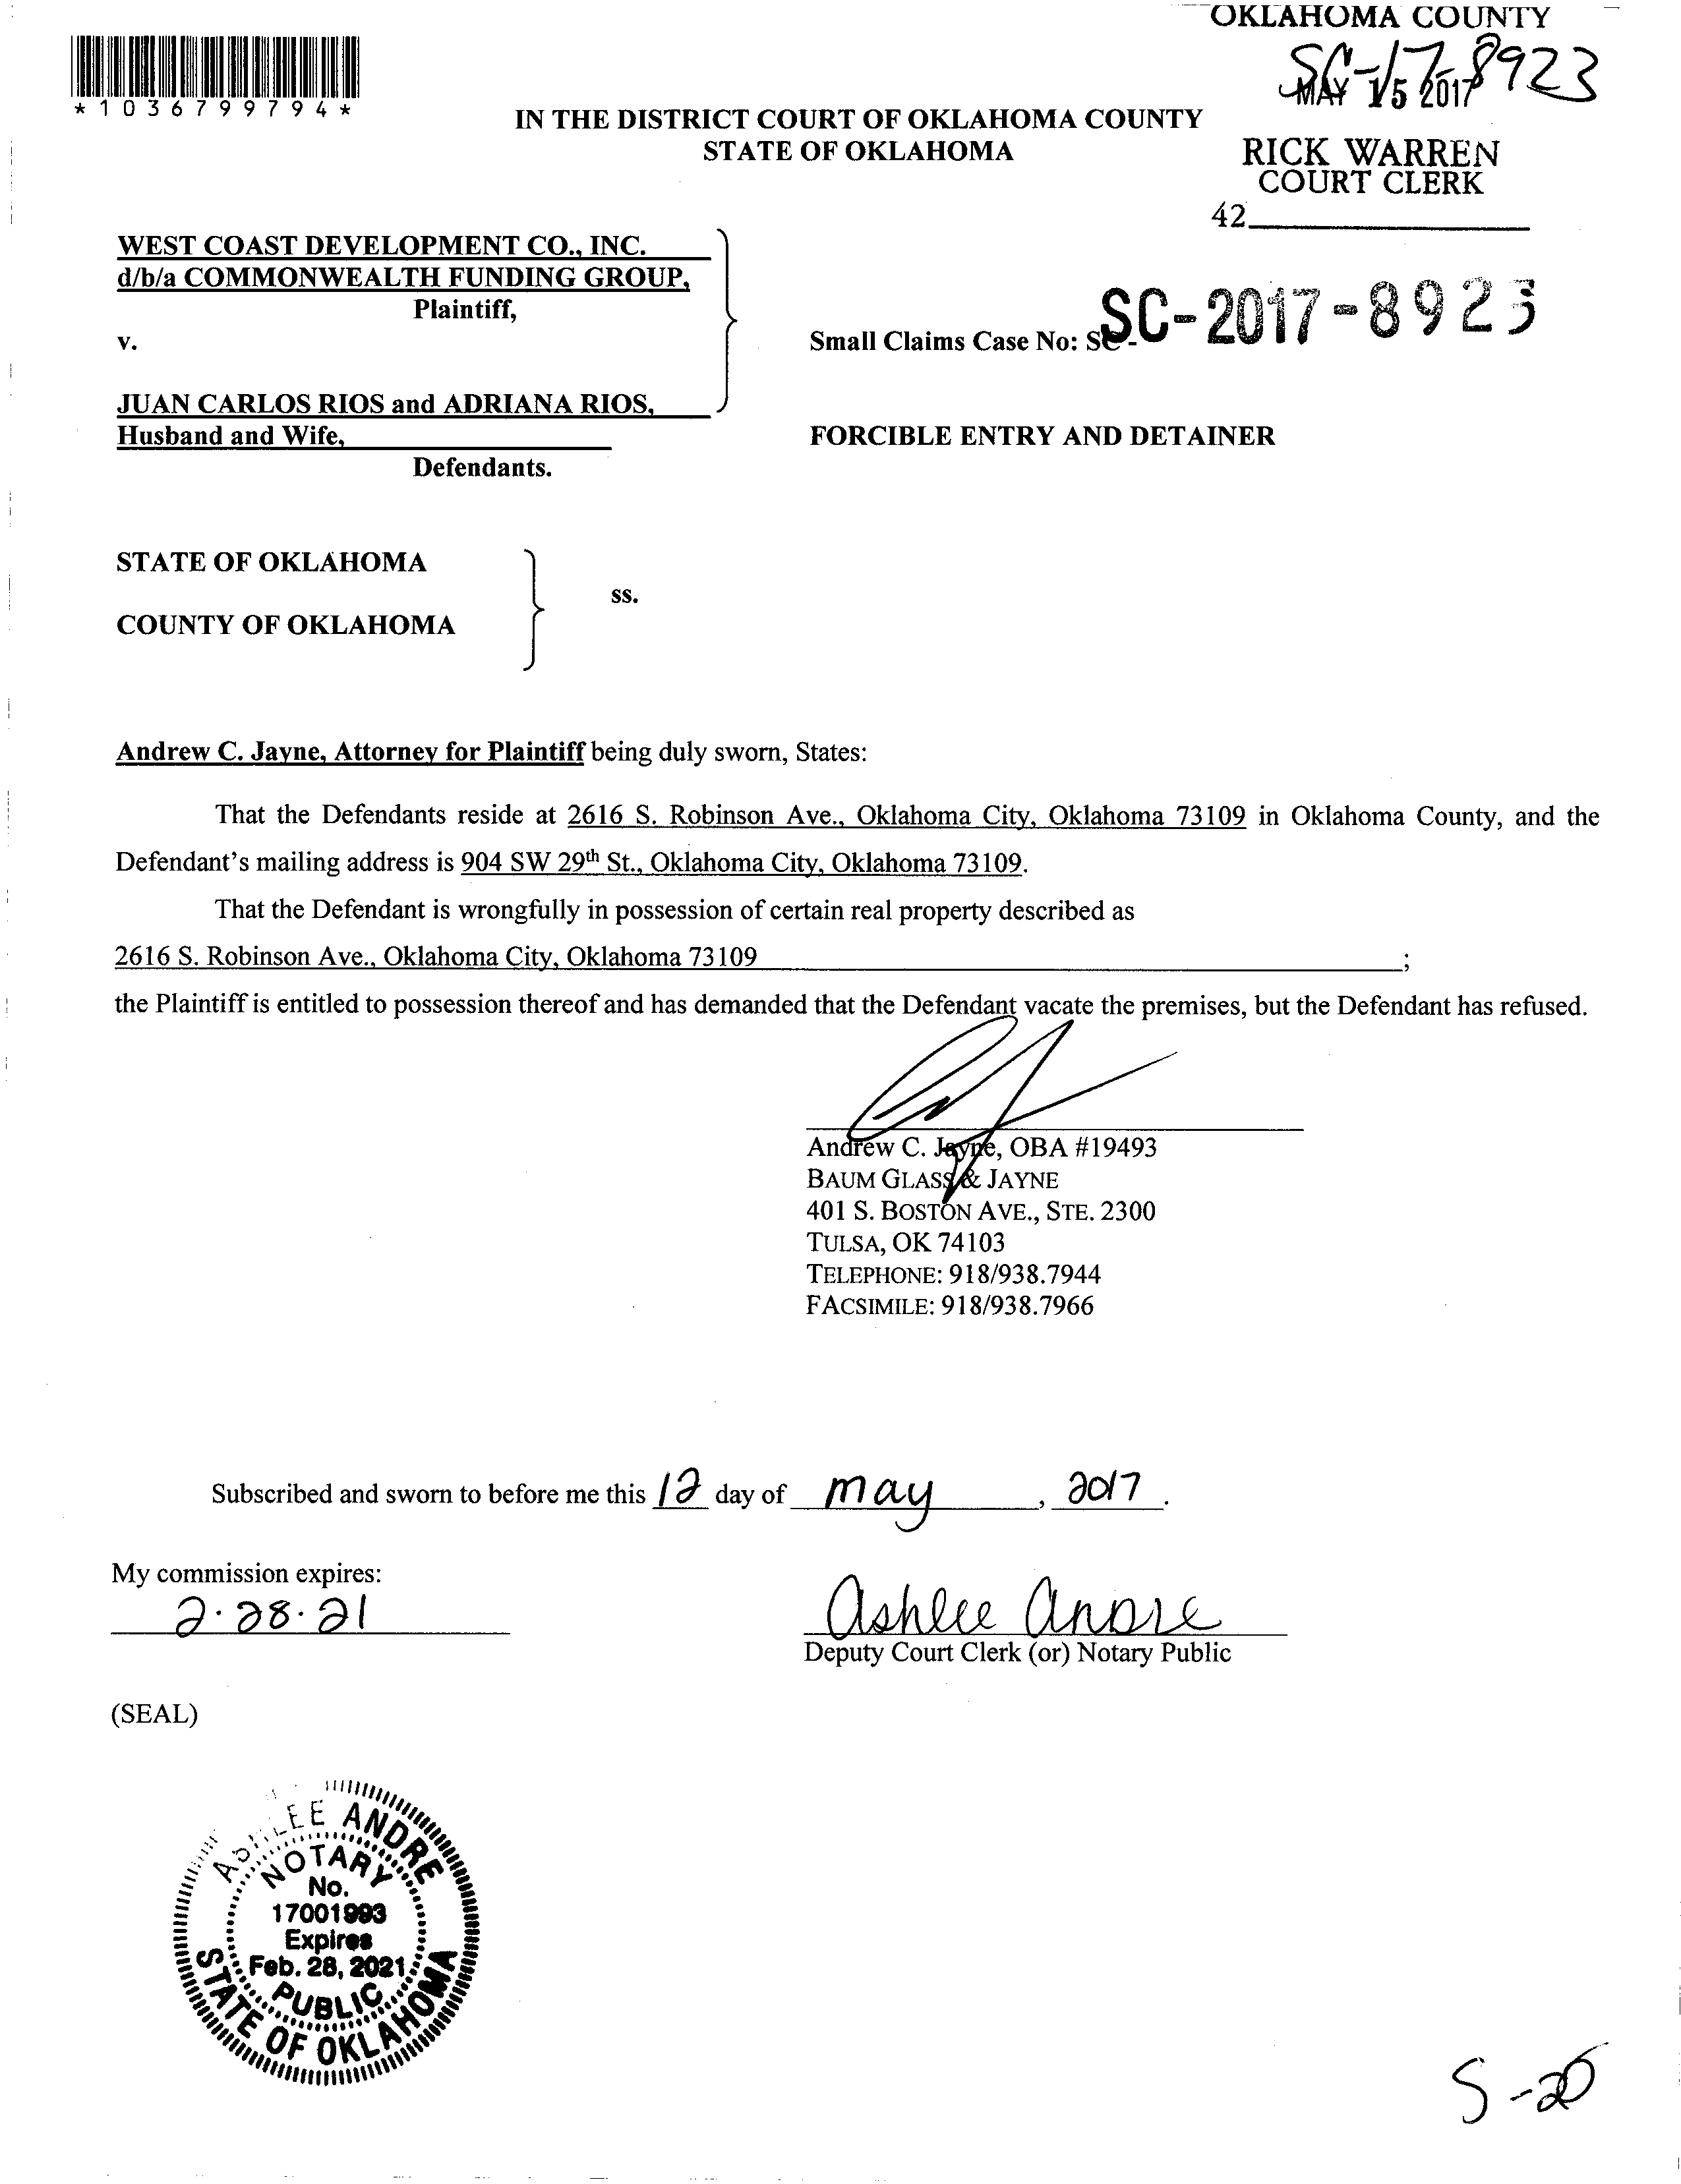 OKLAHOMA COUNTY
SC-17-8923
MAY 15 2017
*1036799794*
IN THE DISTRICT COURT OF OKLAHOMA COUNTY
STATE OF OKLAHOMA
RICK WARREN
COURT CLERK
42
WEST COAST DEVELOPMENT CO., INC.
d/b/a COMMONWEALTH FUNDING GROUP,
Plaintiff,
v.
Small Claims Case No: SC -
SC-2017-8923
JUAN CARLOS RIOS and ADRIANA RIOS,
Husband and Wife,
FORCIBLE ENTRY AND DETAINER
Defendants.
STATE OF OKLAHOMA
ss.
COUNTY OF OKLAHOMA
Andrew C. Jayne, Attorney for Plaintiff being duly sworn, States:
That the Defendants reside at 2616 S. Robinson Ave., Oklahoma City, Oklahoma 73109 in Oklahoma County, and the
Defendant's mailing address is 904 SW 29th St., Oklahoma City, Oklahoma 73109.
That the Defendant is wrongfully in possession of certain real property described as
2616 S. Robinson Ave., Oklahoma City, Oklahoma 73109 ;
the Plaintiff is entitled to possession thereof and has demanded that the Defendant vacate the premises, but the Defendant has refused.
Andrew C. Jayne, OBA #19493
BAUM GLASS & JAYNE
401 S. BOSTON AVE., STE. 2300
TULSA, OK 74103
TELEPHONE: 918/938.7944
FACSIMILE: 918/938.7966
Subscribed and sworn to before me this 12 day of may, 2017.
My commission expires:
2.28.21
Ashlee Andre
Deputy Court Clerk (or) Notary Public
(SEAL)
ASHLEE ANDRE
NOTARY
No.
17001993
Expires
Feb. 28, 2021
PUBLIC
STATE OF OKLAHOMA